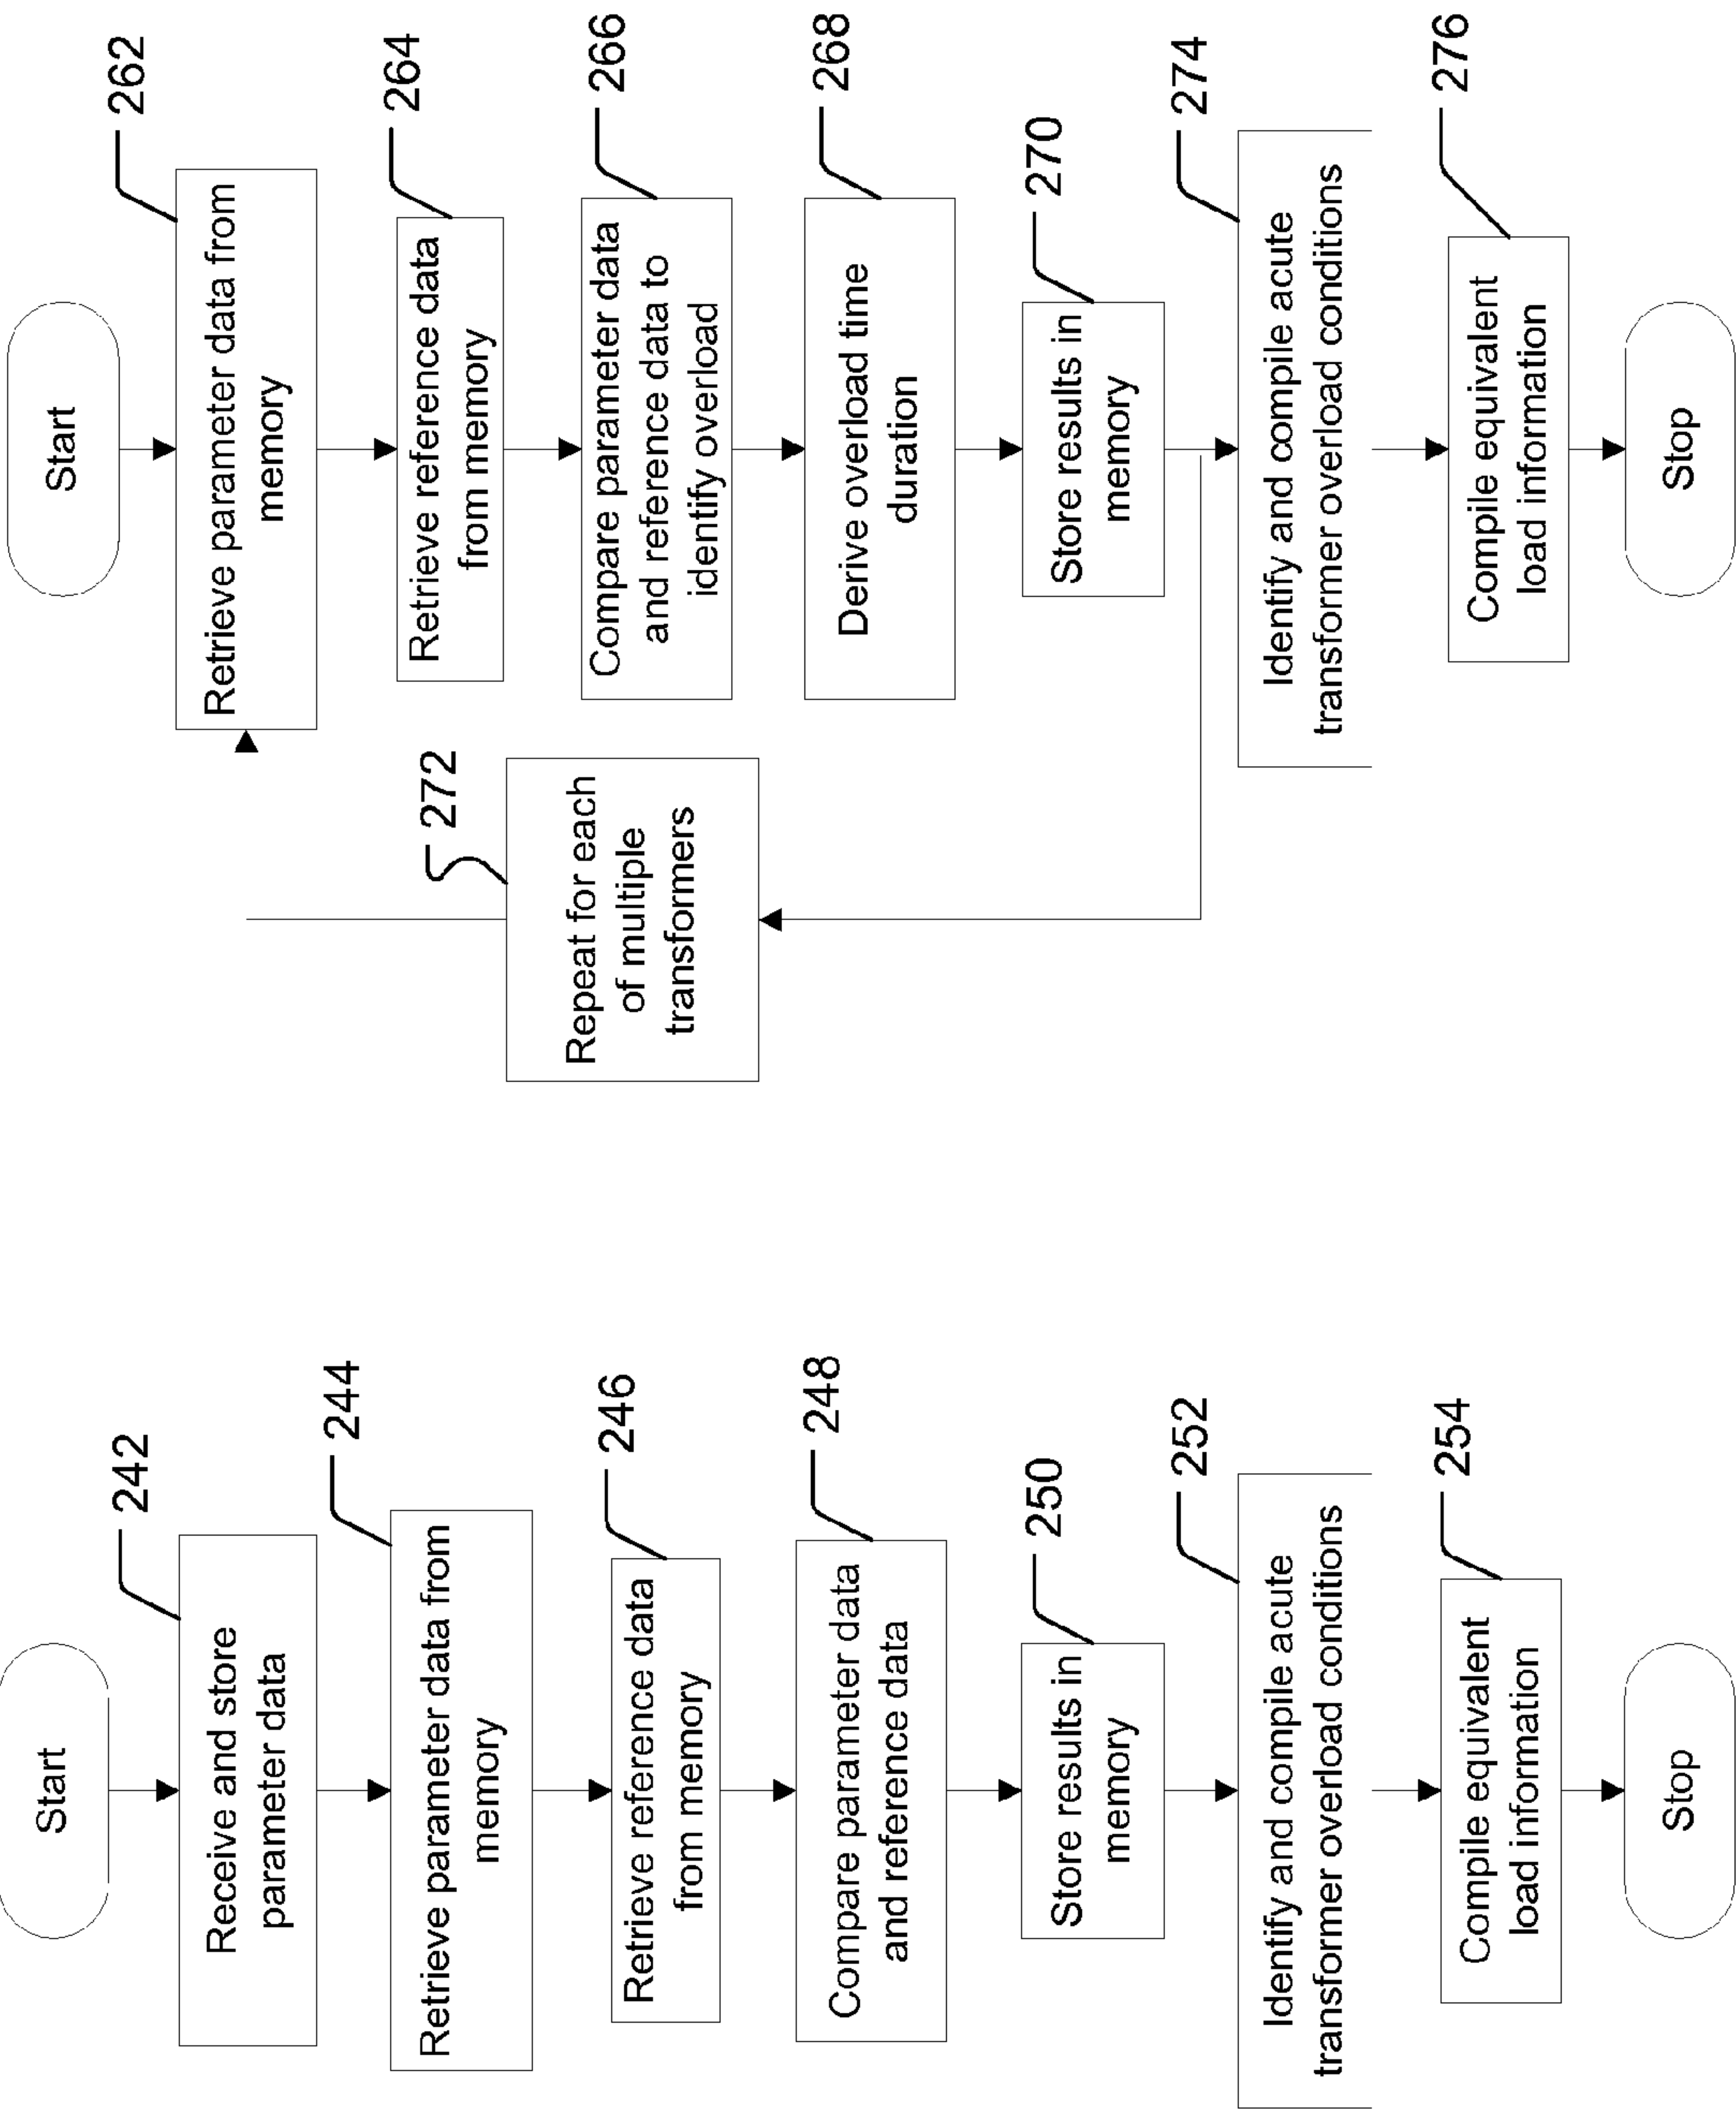 Start
242
Receive and store
parameter data
244
Retrieve parameter data from
memory
246
Retrieve reference data
from memory
248
Compare parameter data
and reference data
250
Store results in
memory
252
Identify and compile acute
transformer overload conditions
254
Compile equivalent
load information
Stop
Start
262
Retrieve parameter data from
memory
264
Retrieve reference data
from memory
266
Compare parameter data
and reference data to
identify overload
268
Derive overload time
duration
270
Store results in
memory
272
Repeat for each
of multiple
transformers
274
Identify and compile acute
transformer overload conditions
276
Compile equivalent
load information
Stop